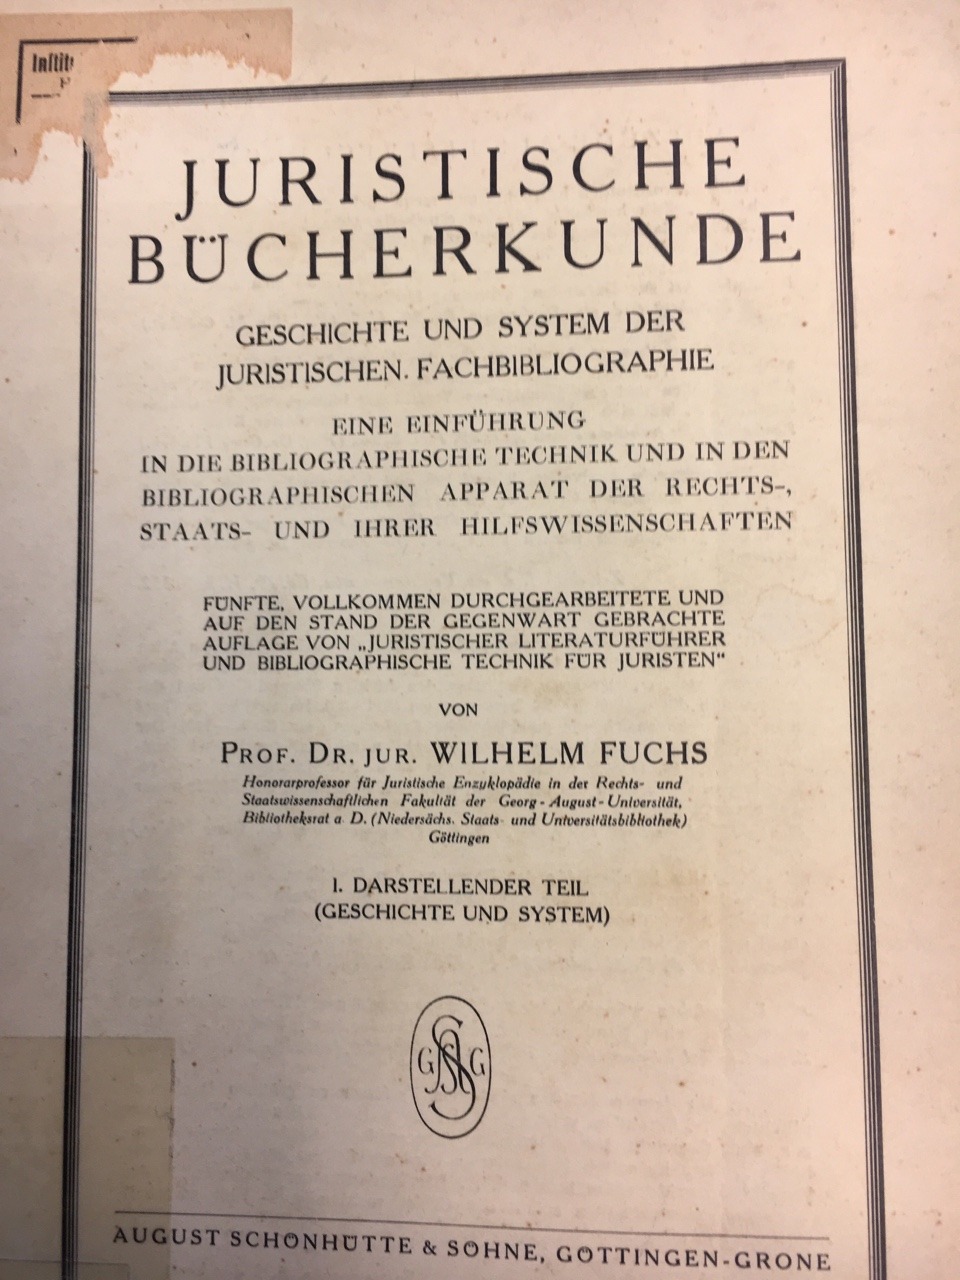 Instit
JURISTISCHE
BÜCHERKUNDE
GESCHICHTE UND SYSTEM DER
JURISTISCHEN. FACHBIBLIOGRAPHIE
EINE EINFÜHRUNG
IN DIE BIBLIOGRAPHISCHE TECHNIK UND IN DEN
BIBLIOGRAPHISCHEN APPARAT DER RECHTS-,
STAATS- UND IHRER HILFSWISSENSCHAFTEN
FÜNFTE, VOLLKOMMEN DURCHGEARBEITETE UND
AUF DEN STAND DER GEGENWART GEBRACHTE
AUFLAGE VON „JURISTISCHER LITERATURFÜHRER
UND BIBLIOGRAPHISCHE TECHNIK FÜR JURISTEN“
VON
PROF. DR. JUR. WILHELM FUCHS
Honorarprofessor für Juristische Enzyklopädie in der Rechts- und
Staatswissenschaftlichen Fakultät der Georg-August-Universität,
Bibliotheksrat a. D. (Niedersächs. Staats- und Universitätsbibliothek)
Göttingen
I. DARSTELLENDER TEIL
(GESCHICHTE UND SYSTEM)
G G
AUGUST SCHÖNHÜTTE & SÖHNE, GÖTTINGEN-GRONE